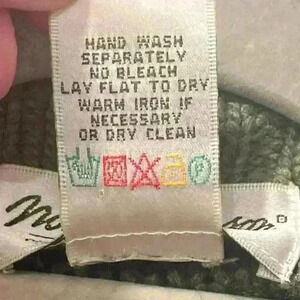 HAND WASH
SEPARATELY
NO BLEACH
LAY FLAT TO DRY
WARM IRON IF
NECESSARY
OR DRY CLEAN
P